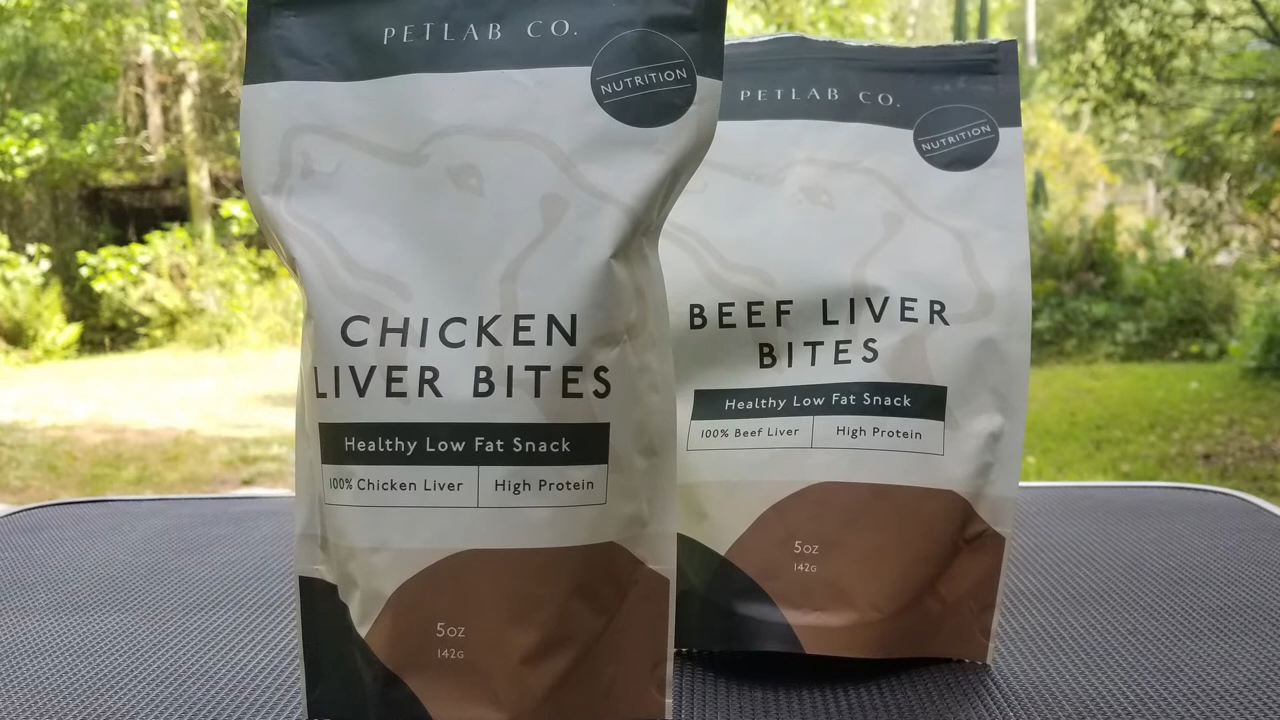 PETLAB CO.
NUTRITION
CHICKEN
LIVER BITES
Healthy Low Fat Snack
100% Chicken Liver
High Protein
5oz
142G
PETLAB CO.
NUTRITION
BEEF LIVER
BITES
Healthy Low Fat Snack
100% Beef Liver
High Protein
5oz
142G